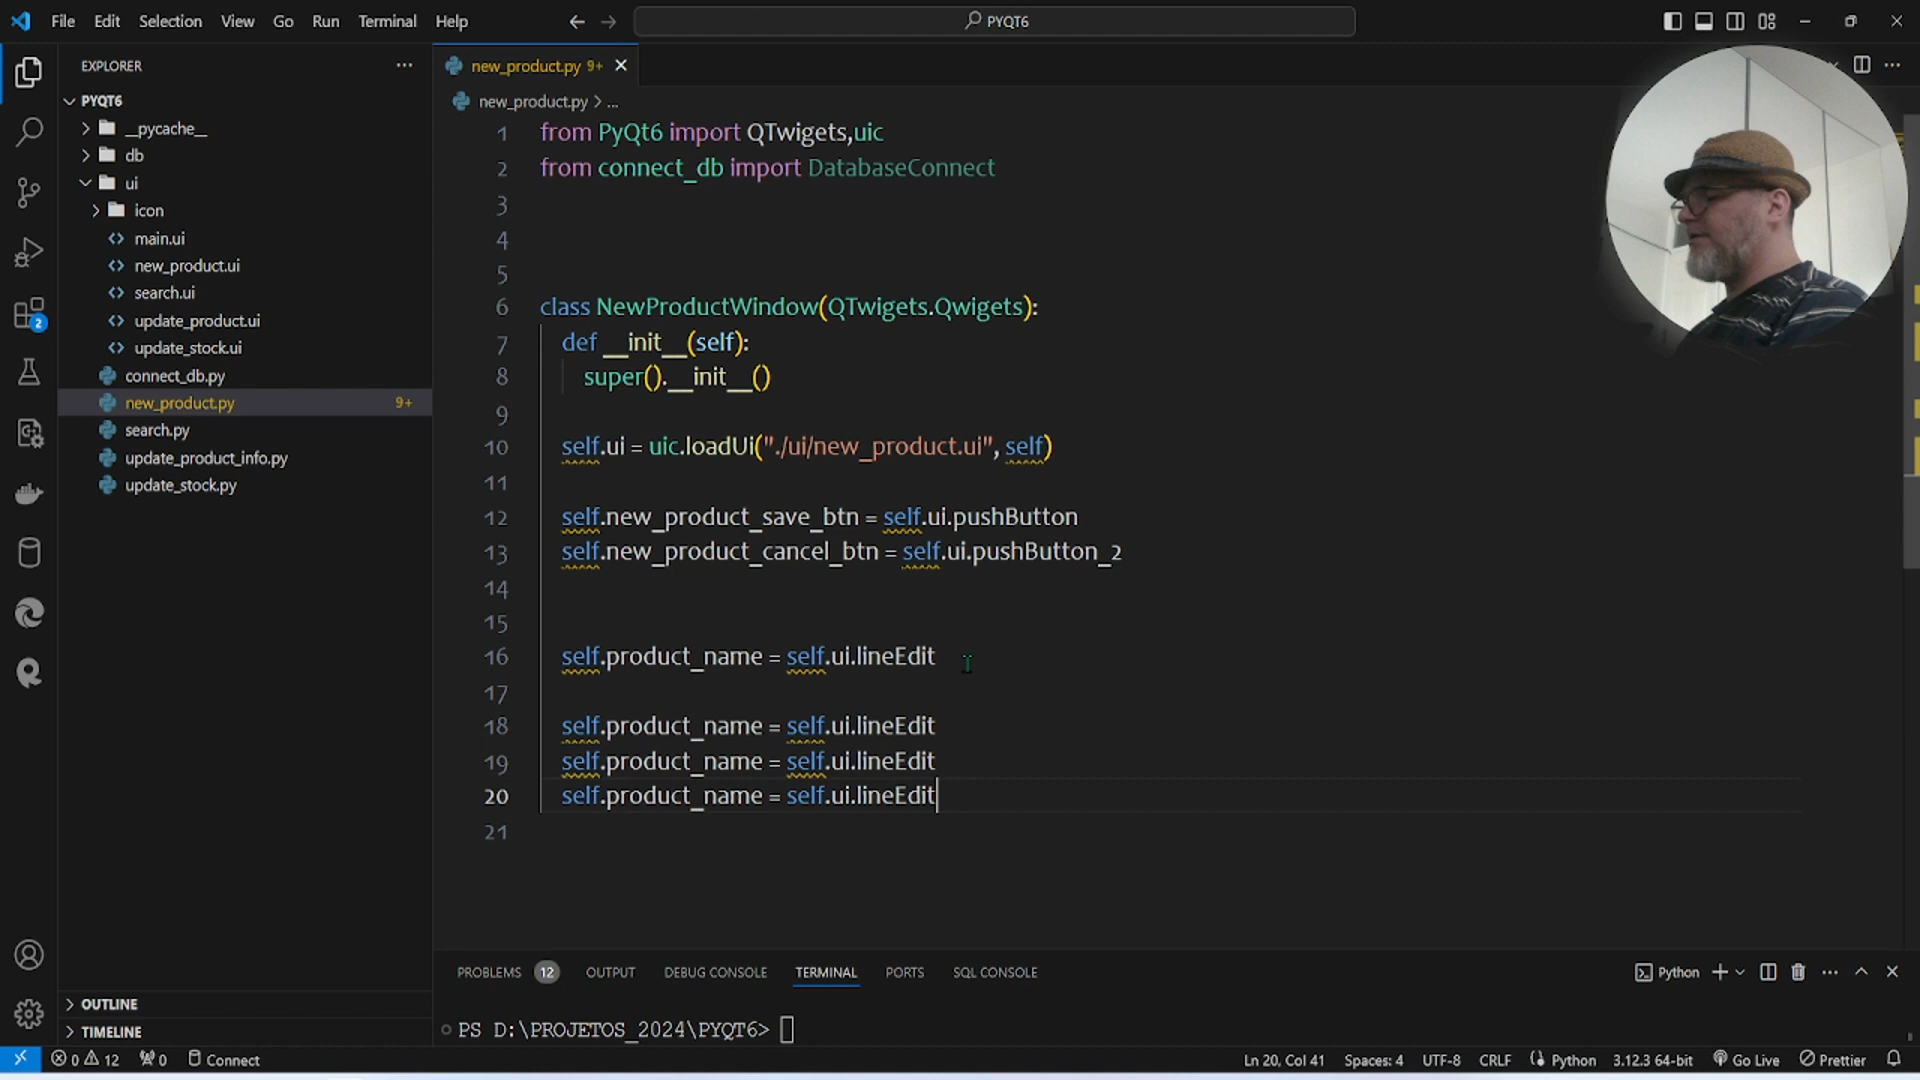 File Edit Selection View Go Run Terminal Help
PYQT6
EXPLORER
PYQT6
__pycache__
db
ui
icon
main.ui
new_product.ui
search.ui
update_product.ui
update_stock.ui
connect_db.py
new_product.py 9+
search.py
update_product_info.py
update_stock.py
OUTLINE
TIMELINE
2
new_product.py 9+
new_product.py > ...
1 from PyQt6 import QTwigets,uic
2 from connect_db import DatabaseConnect
3
4
5
6 class NewProductWindow(QTwigets.Qwigets):
7 def __init__(self):
8 super().__init__()
9
10 self.ui = uic.loadUi("./ui/new_product.ui", self)
11
12 self.new_product_save_btn = self.ui.pushButton
13 self.new_product_cancel_btn = self.ui.pushButton_2
14
15
16 self.product_name = self.ui.lineEdit
17
18 self.product_name = self.ui.lineEdit
19 self.product_name = self.ui.lineEdit
20 self.product_name = self.ui.lineEdit
21
PROBLEMS 12 OUTPUT DEBUG CONSOLE TERMINAL PORTS SQL CONSOLE
Python
PS D:\PROJETOS_2024\PYQT6>
0 12 0 Connect
Ln 20, Col 41 Spaces: 4 UTF-8 CRLF Python 3.12.3 64-bit Go Live Prettier